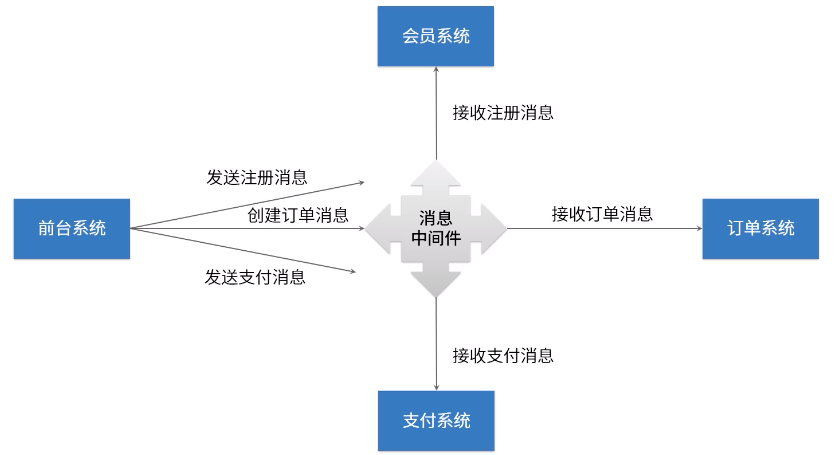 会员系统
接收注册消息
发送注册消息
前台系统
创建订单消息
消息
中间件
接收订单消息
订单系统
发送支付消息
接收支付消息
支付系统